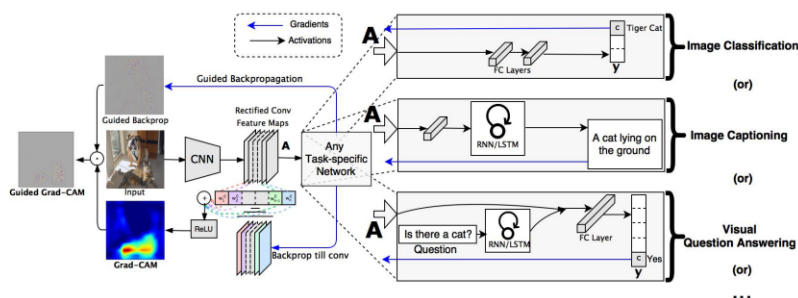 Gradients
Activations
Guided Backpropagation
Guided Backprop
Rectified Conv
Feature Maps
A
Input
CNN
Any
Task-specific
Network
Guided Grad-CAM
+
ReLU
Grad-CAM
Backprop till conv
A
FC Layers
c
Tiger Cat
y
Image Classification
(or)
A
RNN/LSTM
A cat lying on
the ground
Image Captioning
(or)
A
Is there a cat?
Question
RNN/LSTM
FC Layer
c
Yes
y
Visual
Question Answering
(or)
...